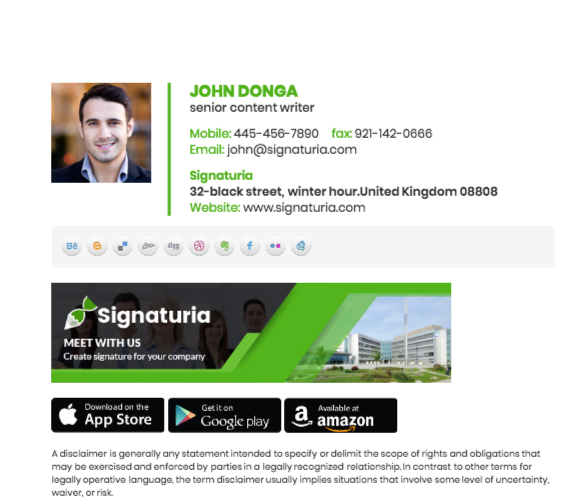 JOHN DONGA
senior content writer
Mobile: 445-456-7890 fax: 921-142-0666
Email: john@signaturia.com
Signaturia
32-black street, winter hour.United Kingdom 08808
Website: www.signaturia.com
Bē
f
Signaturia
MEET WITH US
Create signature for your company
Download on the
App Store
Get it on
Google play
a Available at
amazon
A disclaimer is generally any statement intended to specify or delimit the scope of rights and obligations that
may be exercised and enforced by parties in a legally recognized relationship. In contrast to other terms for
legally operative language, the term disclaimer usually implies situations that involve some level of uncertainty,
waiver, or risk.